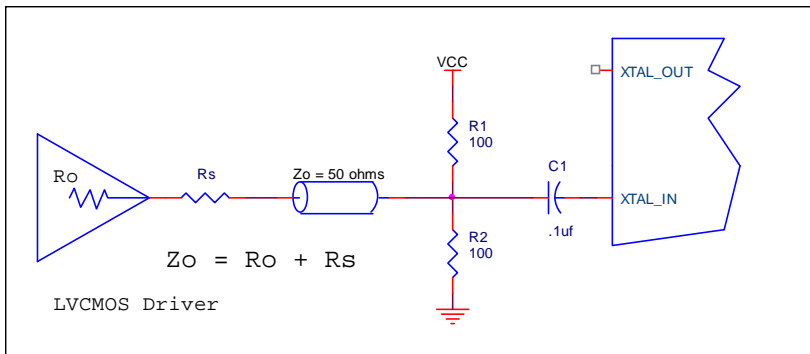 VCC
XTAL_OUT
R1
100
Ro
Rs
Zo = 50 ohms
C1
XTAL_IN
.1uf
R2
100
Zo = Ro + Rs
LVCMOS Driver